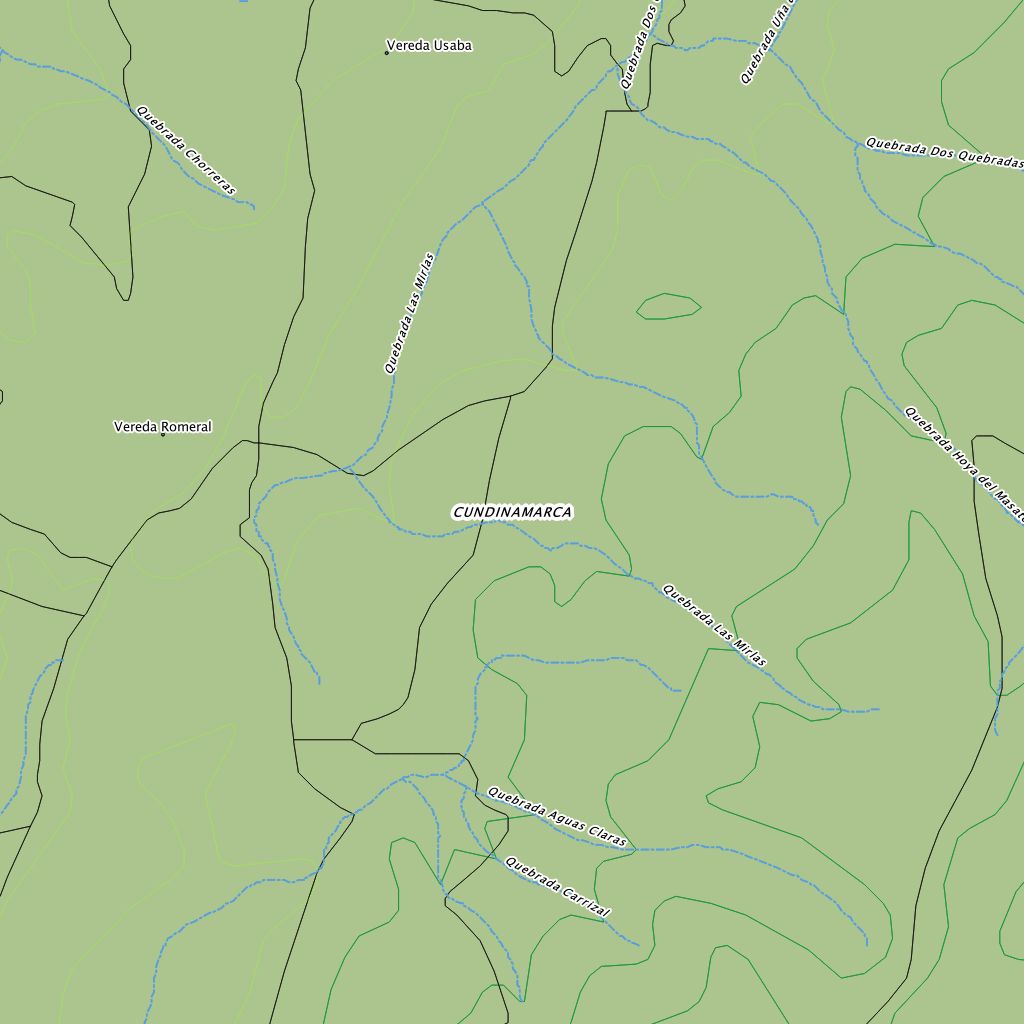 Quebrada Dos
Quebrada Uña
Vereda Usaba
Quebrada Chorreras
Quebrada Dos Quebradas
Quebrada Las Mirlas
Vereda Romeral
Quebrada Hoya del Masato
CUNDINAMARCA
Quebrada Las Mirlas
Quebrada Aguas Claras
Quebrada Carrizal